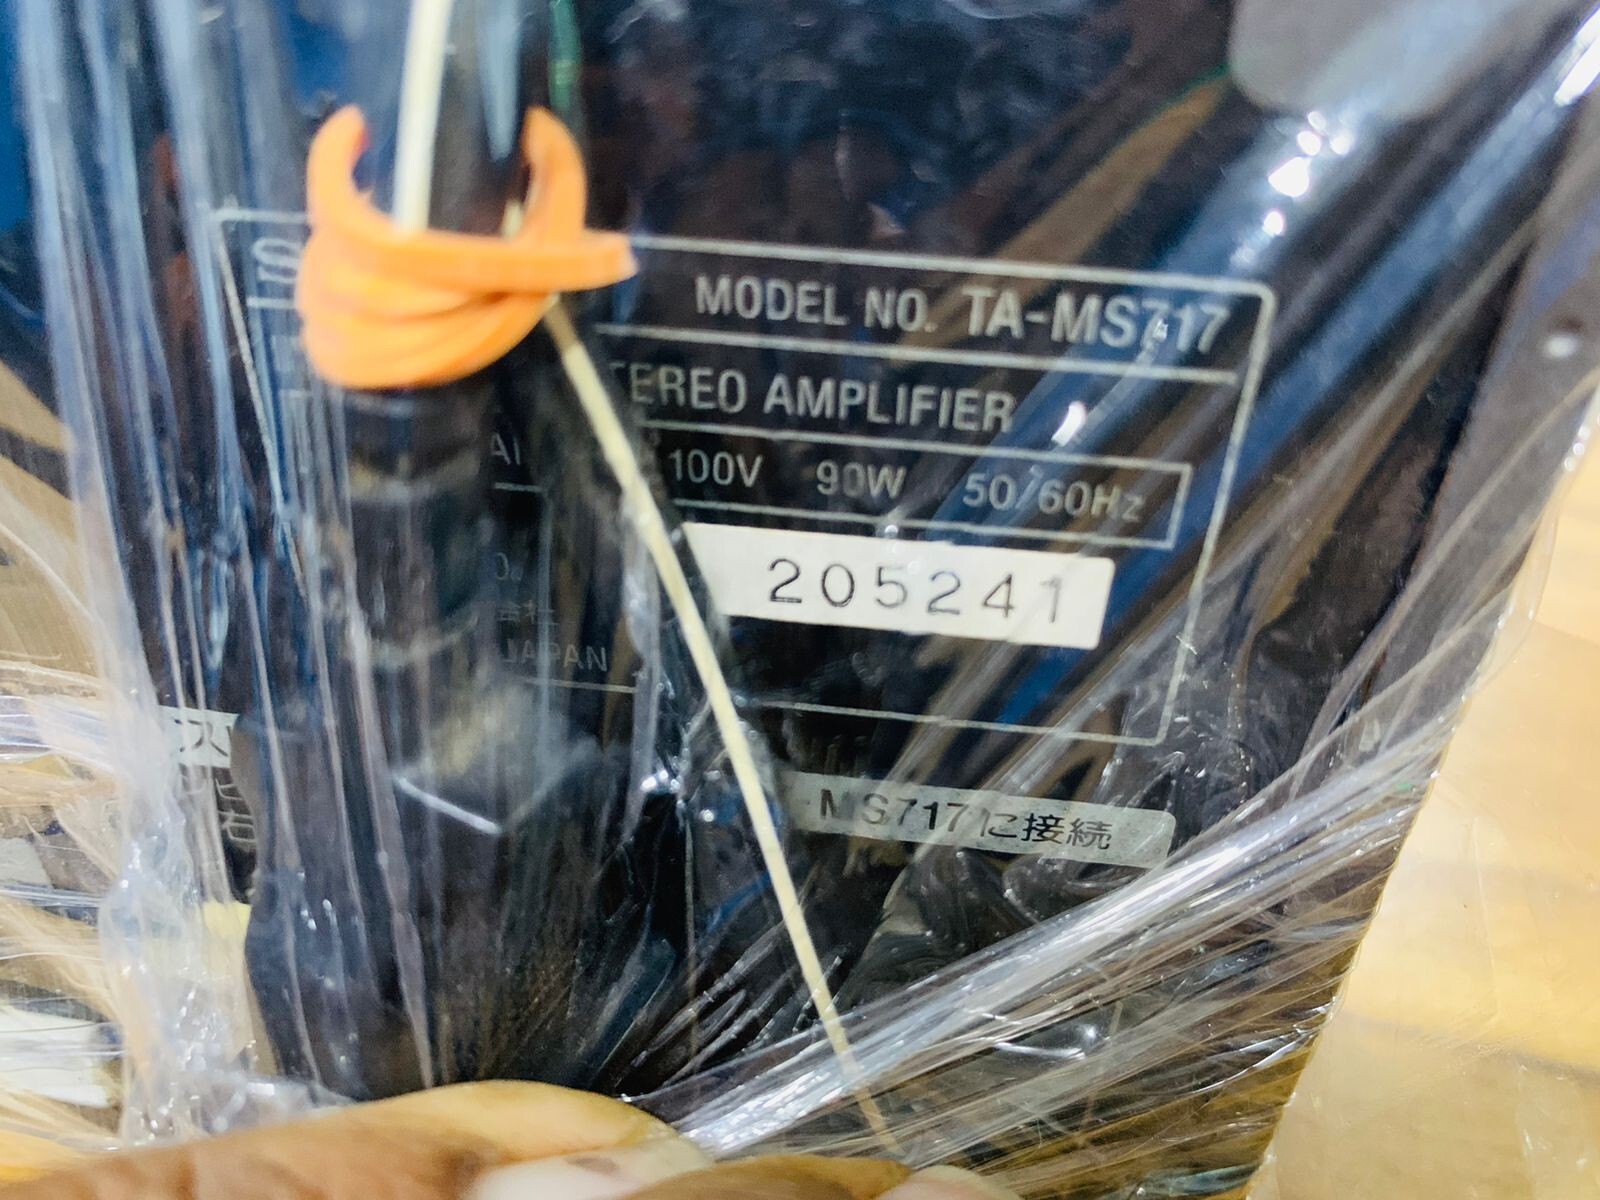 S
MODEL NO. TA-MS717
TEREO AMPLIFIER
100V 90W 50/60Hz
205241
JAPAN
MS717に接続